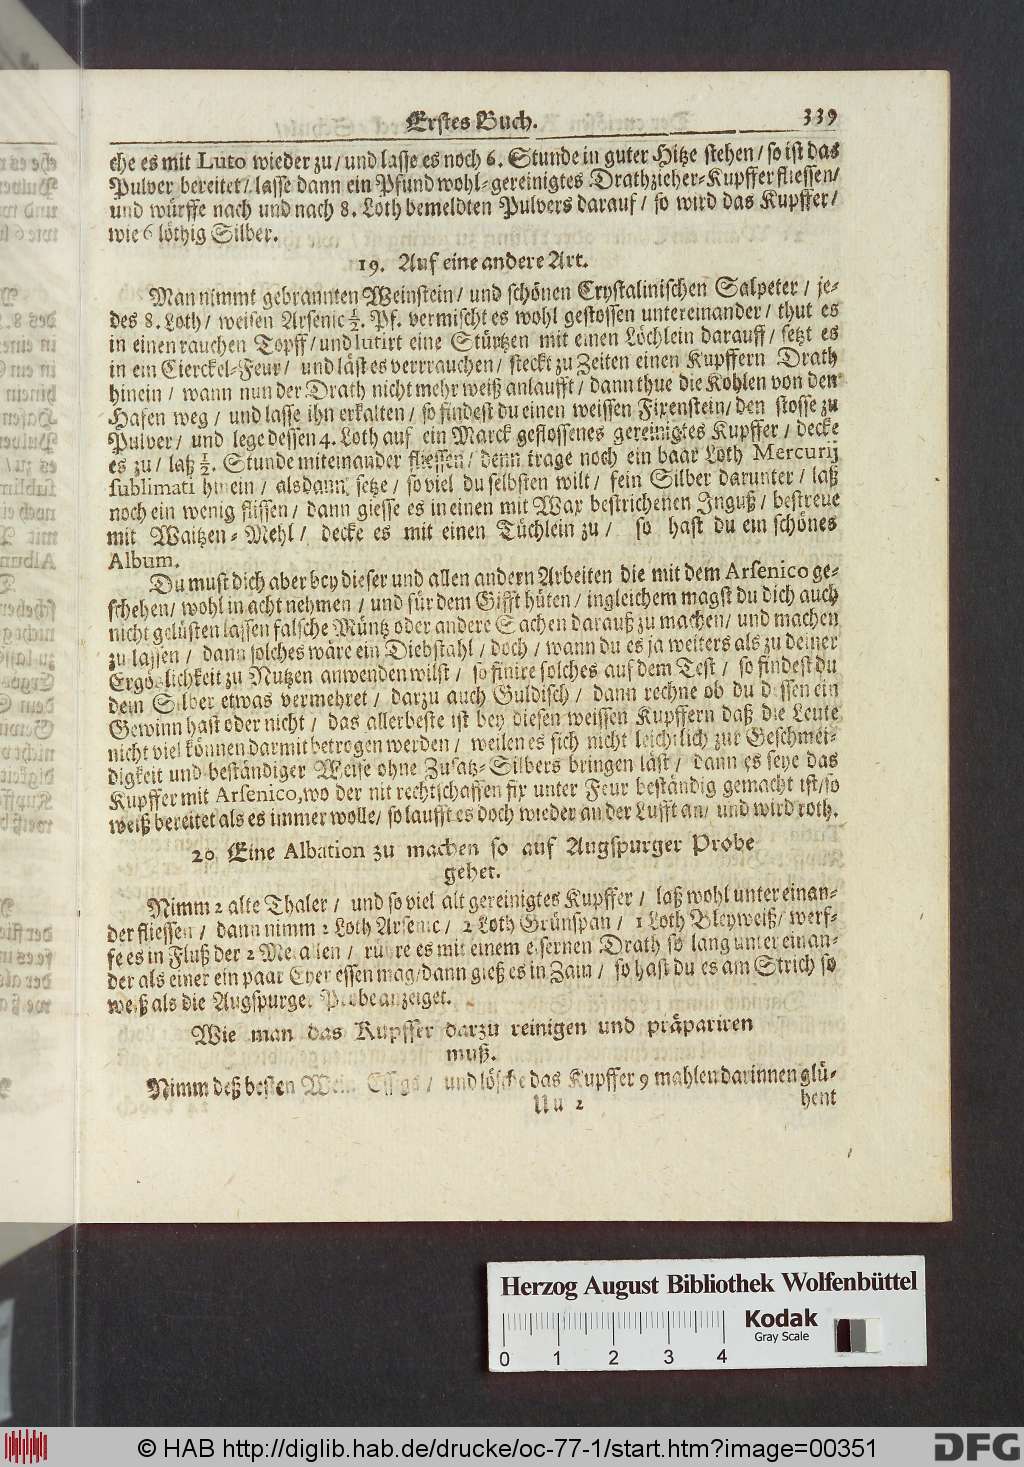 Erstes Buch. 339
ehe es mit Luto wieder zu / und lasse es noch 6. Stunde in guter Hitze stehen / so ist das
Pulver bereitet / lasse dann ein Pfund wohl-gereinigtes Drathzieher-Kupffer fliessen /
und würffe nach und nach 8. Loth bemeldten Pulvers darauf / so wird das Kupffer /
wie 6 löthig Silber.
19. Auf eine andere Art.
Man nimmt gebrannten Weinstein / und schönen Crystalinischen Salpeter / je-
des 8. Loth / weisen Arsenic ½. Pf. vermischt es wohl gestossen untereinander / thut es
in einen rauchen Topff / und lutirt eine Stürtzen mit einen Löchlein darauff / setzt es
in ein Cierckel-Feur / und läst es verrrauchen / steckt zu Zeiten einen Kupffern Drath
hinein / wann nun der Drath nicht mehr weiß anlaufft / dann thue die Kohlen von den
Hafen weg / und lasse ihn erkalten / so findest du einen weissen Fixenstein / den stosse zu
Pulver / und lege dessen 4. Loth auf ein Marck geflossenes gereinigtes Kupffer / decke
es zu / laß ½. Stunde miteinander fliessen / denn trage noch ein baar Loth Mercurij
sublimati hinein / alsdann setze / so viel du selbsten wilt / fein Silber darunter / laß
noch ein wenig flissen / dann giesse es in einen mit Wax bestrichenen Inguß / bestreue
mit Waitzen-Mehl / decke es mit einen Tüchlein zu / so hast du ein schönes
Album.
Du must dich aber bey dieser und allen andern Arbeiten die mit dem Arsenico ge-
schehen / wohl in acht nehmen / und für dem Gifft hüten / ingleichem magst du dich auch
nicht gelüsten lassen falsche Müntz oder andere Sachen darauß zu machen / und machen
zu lassen / dann solches wäre ein Diebstahl / doch / wann du es ja weiters als zu deiner
Ergöslichkeit zu Nutzen anwenden wilst / so finire solches auf dem Test / so findest du
dem Silber etwas vermehret / darzu auch Guldisch / dann rechne ob du dessen ein
Gewinn hast oder nicht / das allerbeste ist bey diesen weissen Kupffern daß die Leute
nicht viel können darmit betrogen werden / weilen es sich nicht leichtlich zur Geschmei-
digkeit und beständiger Weise ohne Zusatz-Silbers bringen läst / dann es seye das
Kupffer mit Arsenico, wo der nit rechtschaffen fix unter Feur beständig gemacht ist / so
weiß bereitet als es immer wolle / so laufft es doch wieder an der Lufft an / und wird roth.
20 Eine Albation zu machen so auf Augspurger Probe
gehet.
Nimm 2 alte Thaler / und so viel alt gereinigtes Kupffer / laß wohl untereinan-
der fliessen / dann nimm 2 Loth Arsenic / 2 Loth Grünspan / 1 Loth Bleyweiß / werf-
fe es in Fluß der 2 Metallen / rühre es mit einem eisernen Drath so lang untereinan-
der als einer ein paar Eyer essen mag / dann gieß es in Zain / so hast du es am Strich so
weiß als die Augspurger Probe anzeiget.
Wie man das Kupffer darzu reinigen und präpariren
muß.
Nimm deß besten Wein Essigs / und lösche das Kupffer 9 mahlen darinnen glü-
Uu 2 hent
Herzog August Bibliothek Wolfenbüttel
Kodak
Gray Scale
0 1 2 3 4
© HAB http://diglib.hab.de/drucke/oc-77-1/start.htm?image=00351
DFG